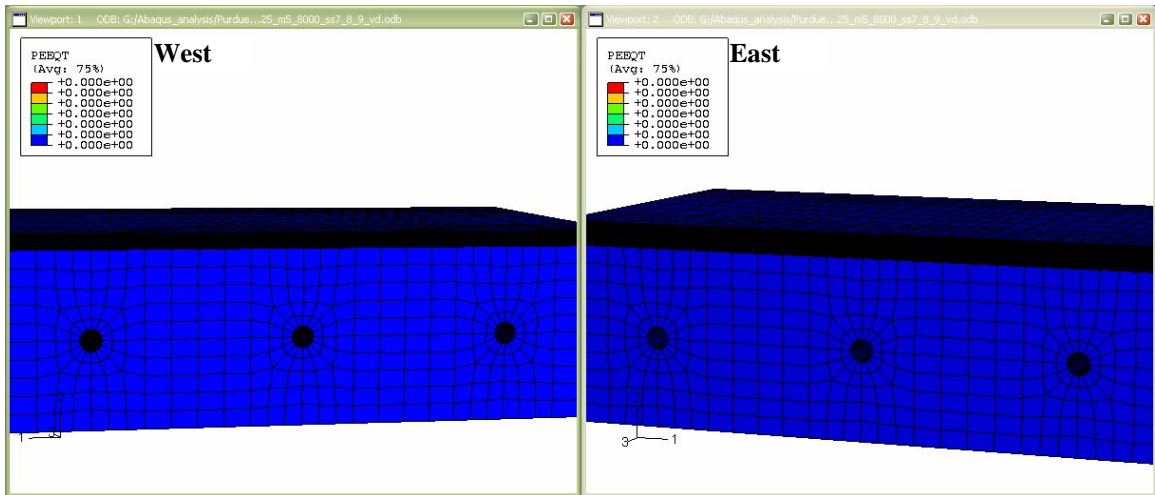 Viewport: 1 ODB: G:/Abaqus_analysis/Purdue...25_m5_8000_ss7_8_9_vd.odb
PEEQT
(Avg: 75%)
+0.000e+00
+0.000e+00
+0.000e+00
+0.000e+00
+0.000e+00
+0.000e+00
+0.000e+00
West
1
Viewport: 2 ODB: G:/Abaqus_analysis/Purdue...25_m5_8000_ss7_8_9_vd.odb
PEEQT
(Avg: 75%)
+0.000e+00
+0.000e+00
+0.000e+00
+0.000e+00
+0.000e+00
+0.000e+00
+0.000e+00
East
2
3
1